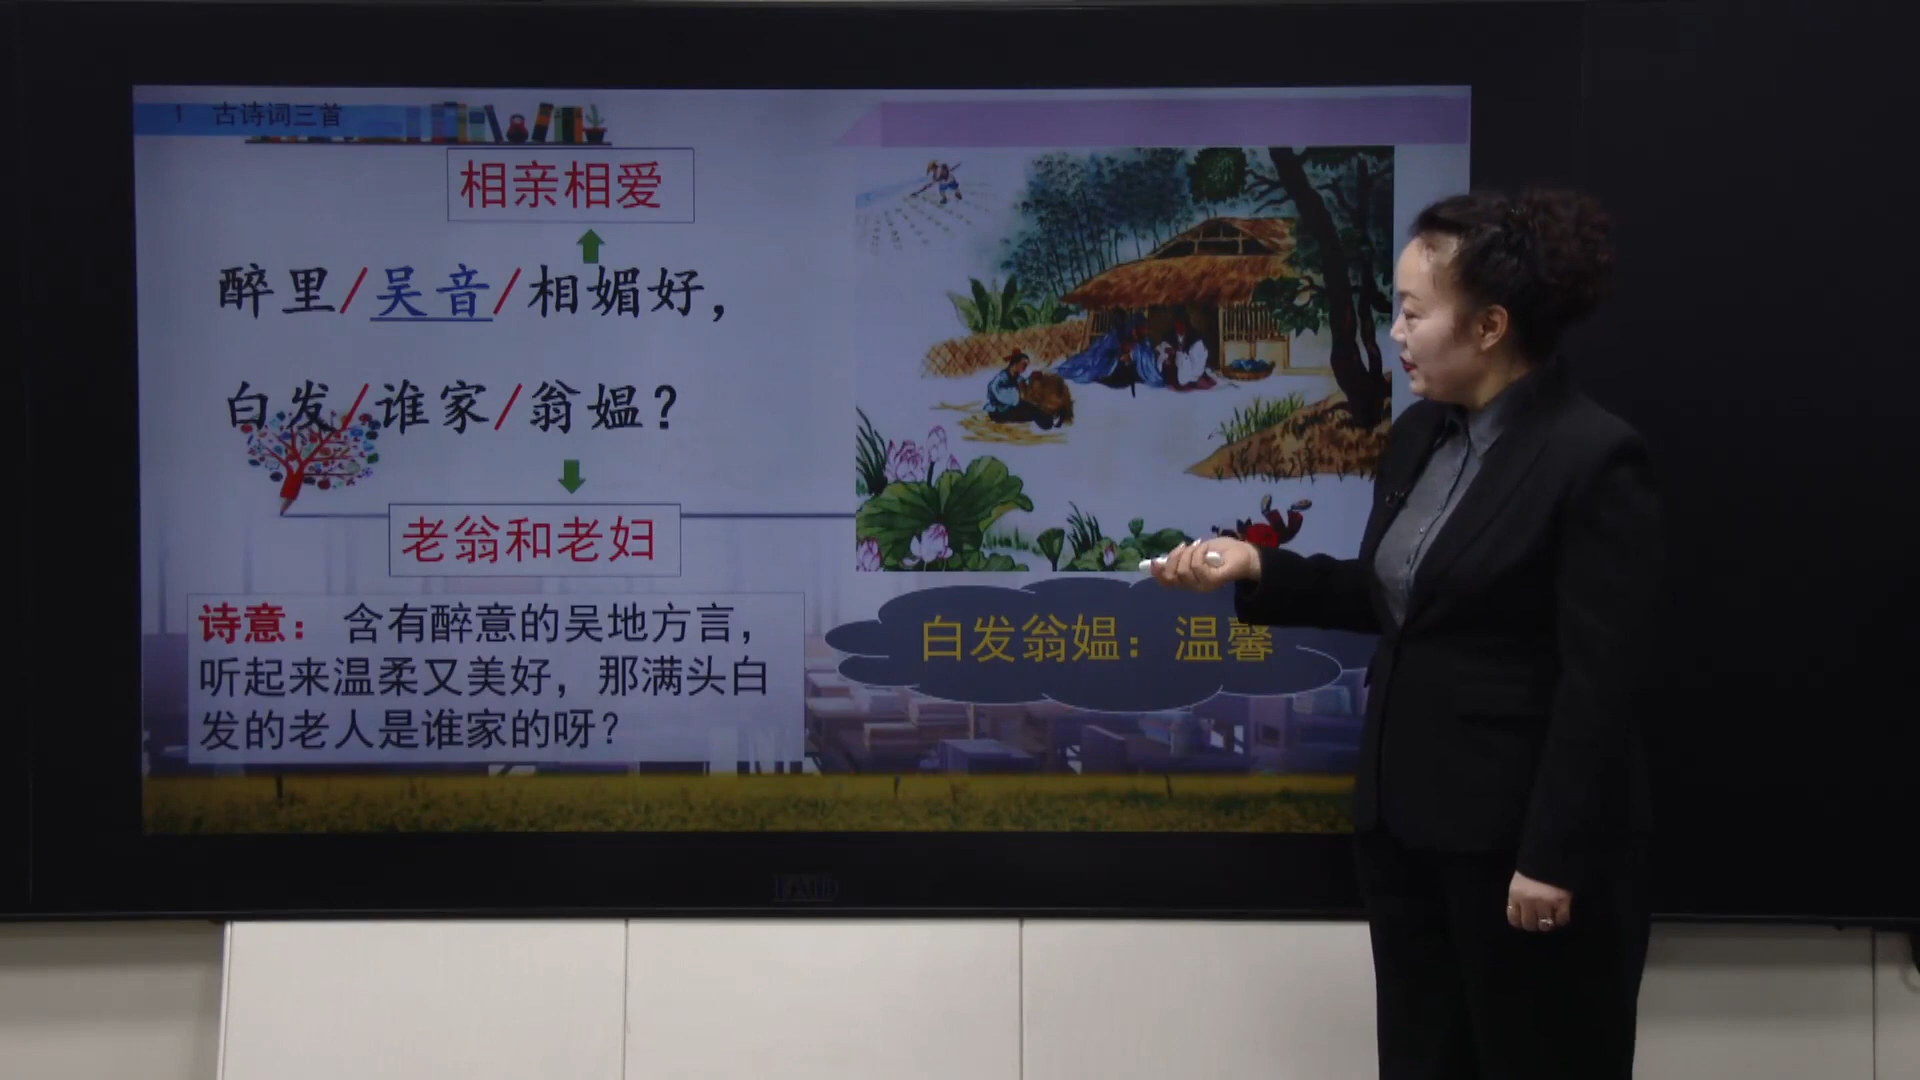 1 古诗词三首
相亲相爱
醉里/吴音/相媚好，
白发/谁家/翁媪？
老翁和老妇
诗意：含有醉意的吴地方言，
听起来温柔又美好，那满头白
发的老人是谁家的呀？
白发翁媪：温馨